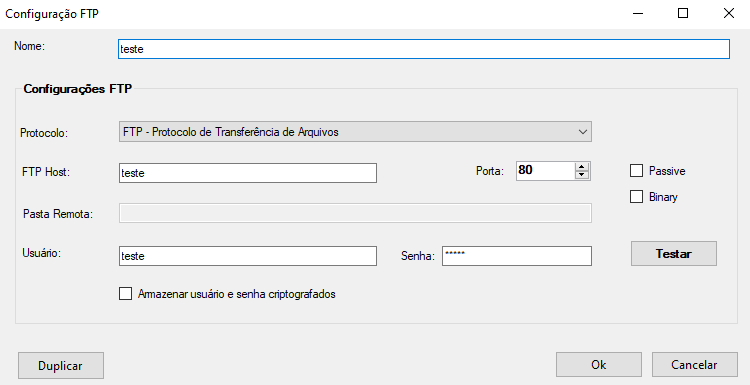 Configuração FTP
Nome: teste
Configurações FTP
Protocolo: FTP - Protocolo de Transferência de Arquivos
FTP Host: teste Porta: 80 Passive
Binary
Pasta Remota:
Usuário: teste Senha: ***** Testar
Armazenar usuário e senha criptografados
Duplicar Ok Cancelar